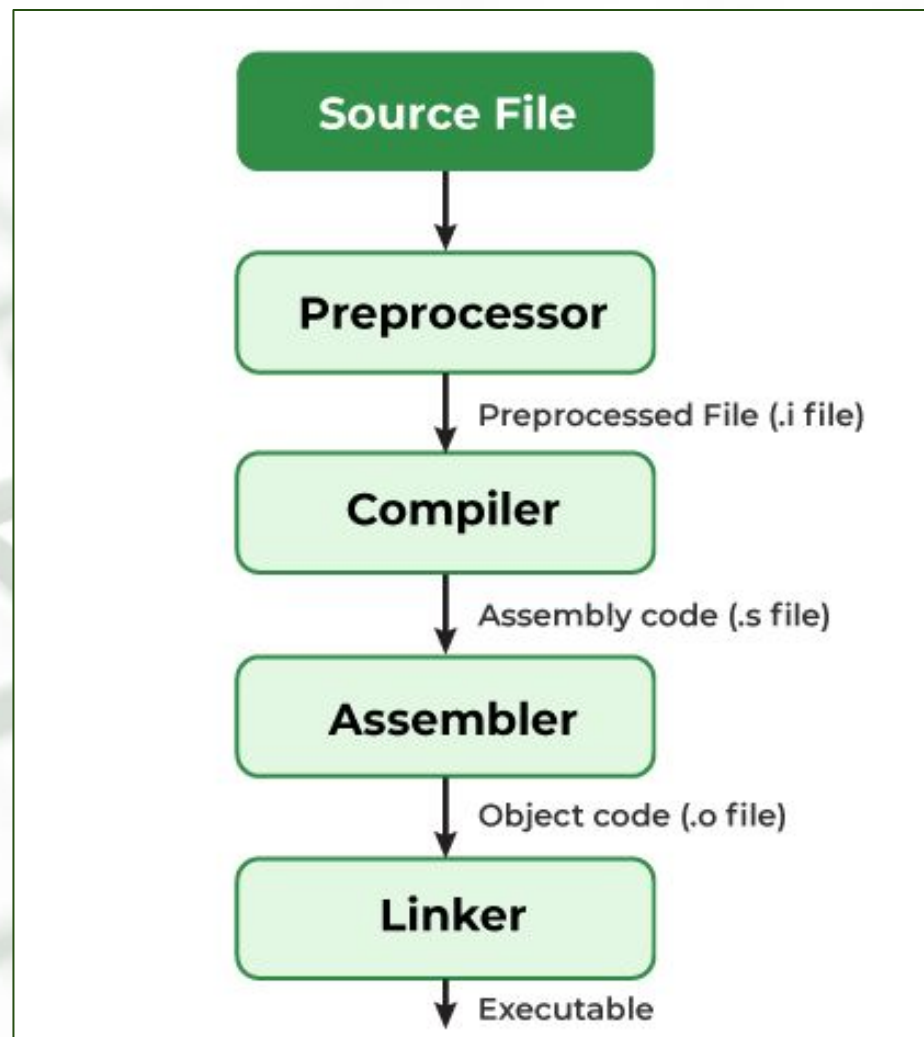 Source File
Preprocessor
Preprocessed File (.i file)
Compiler
Assembly code (.s file)
Assembler
Object code (.o file)
Linker
Executable